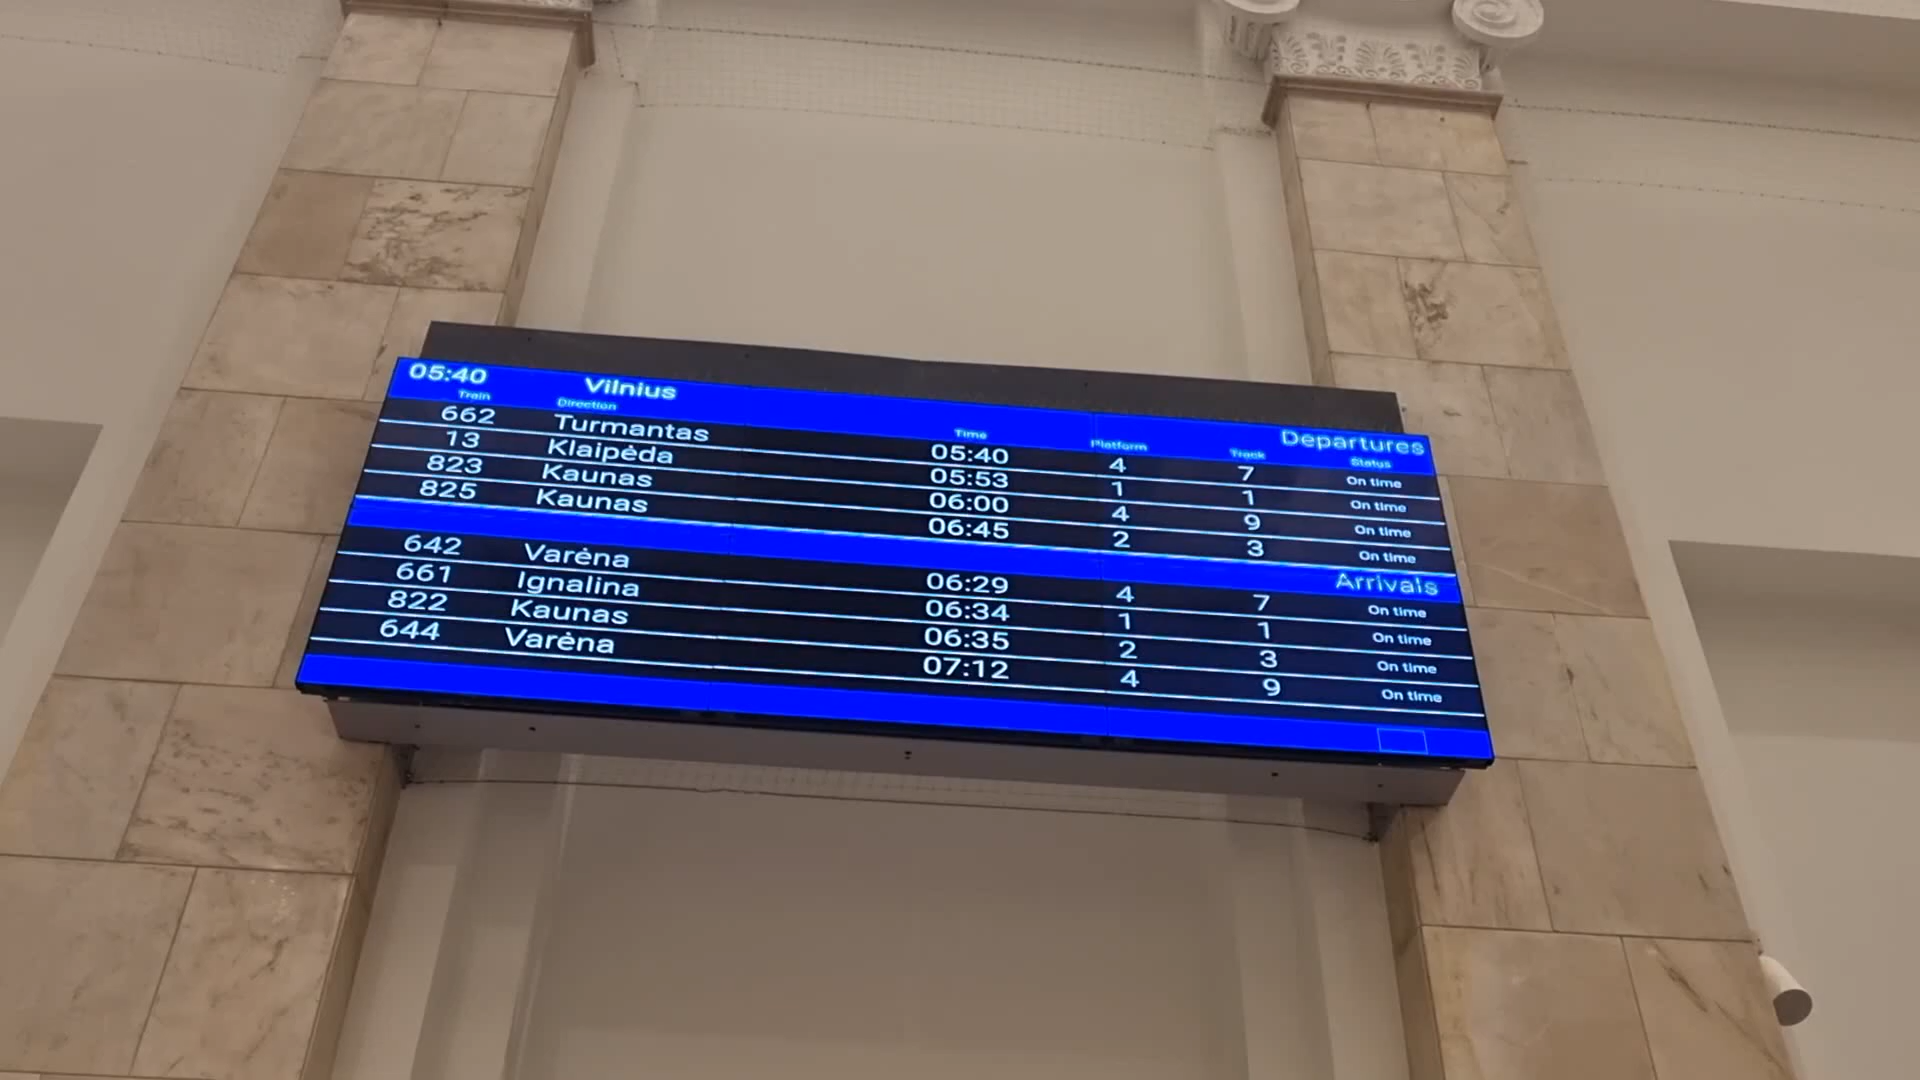 05:40 Vilnius Departures
Train Direction Time Platform Track Status
662 Turmantas 05:40 4 7 On time
13 Klaipėda 05:53 1 1 On time
823 Kaunas 06:00 4 9 On time
825 Kaunas 06:45 2 3 On time
Arrivals
642 Varėna 06:29 4 7 On time
661 Ignalina 06:34 1 1 On time
822 Kaunas 06:35 2 3 On time
644 Varėna 07:12 4 9 On time